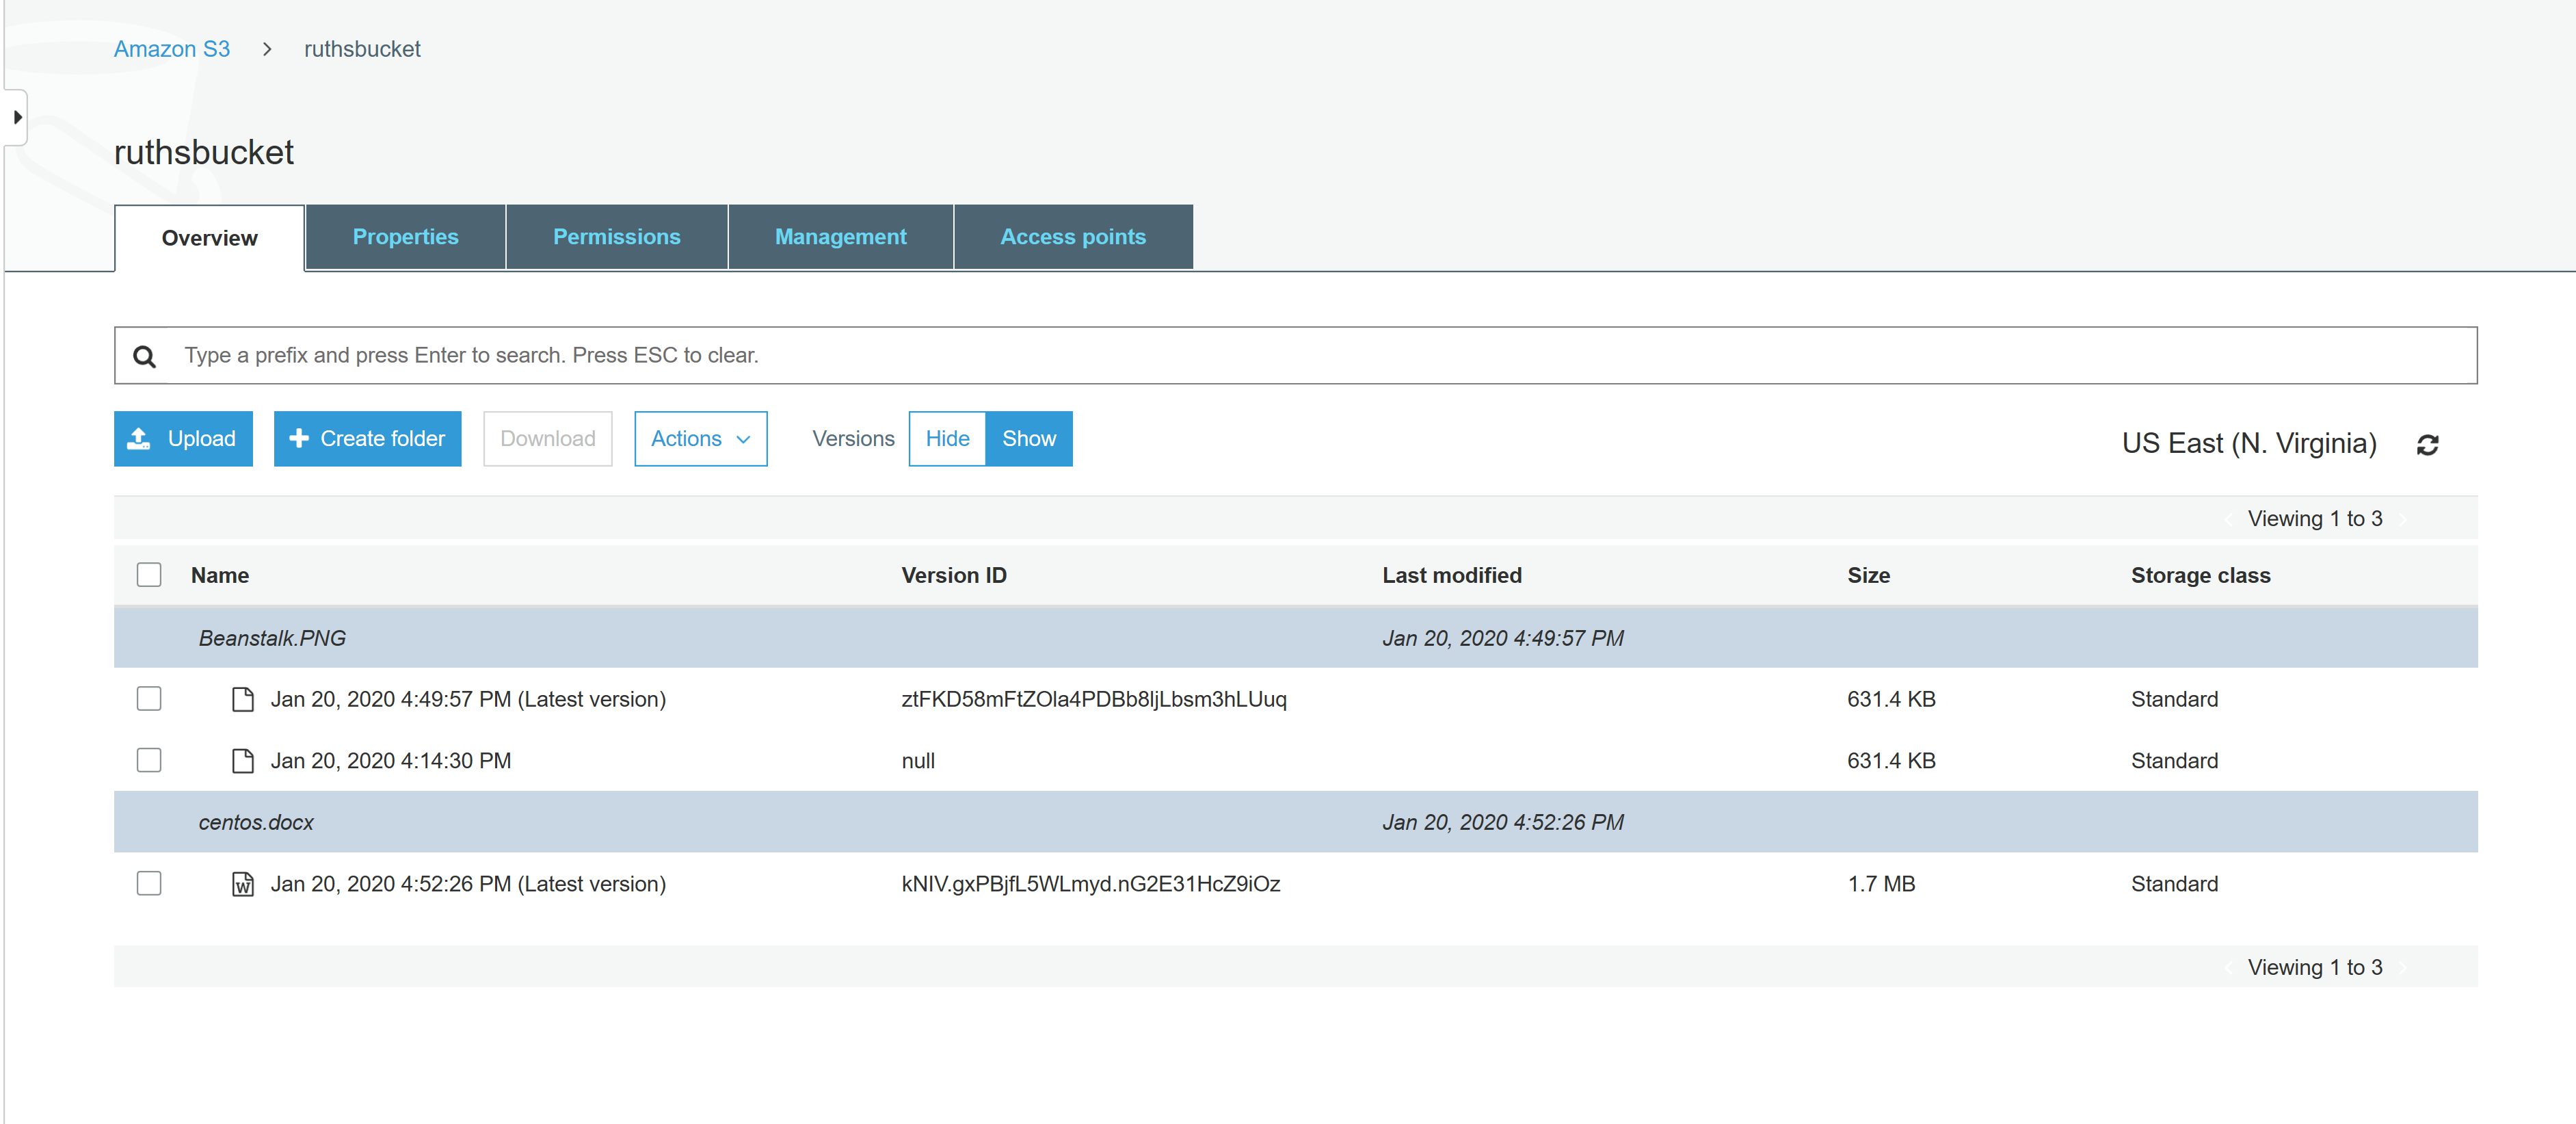 Amazon S3 > ruthsbucket
ruthsbucket
Overview Properties Permissions Management Access points
Type a prefix and press Enter to search. Press ESC to clear.
Upload Create folder Download Actions Versions Hide Show US East (N. Virginia)
Viewing 1 to 3
Name Version ID Last modified Size Storage class
Beanstalk.PNG Jan 20, 2020 4:49:57 PM
Jan 20, 2020 4:49:57 PM (Latest version) ztFKD58mFtZOla4PDBb8ljLbsm3hLUuq 631.4 KB Standard
Jan 20, 2020 4:14:30 PM null 631.4 KB Standard
centos.docx Jan 20, 2020 4:52:26 PM
W Jan 20, 2020 4:52:26 PM (Latest version) kNIV.gxPBjfL5WLmyd.nG2E31HcZ9iOz 1.7 MB Standard
Viewing 1 to 3